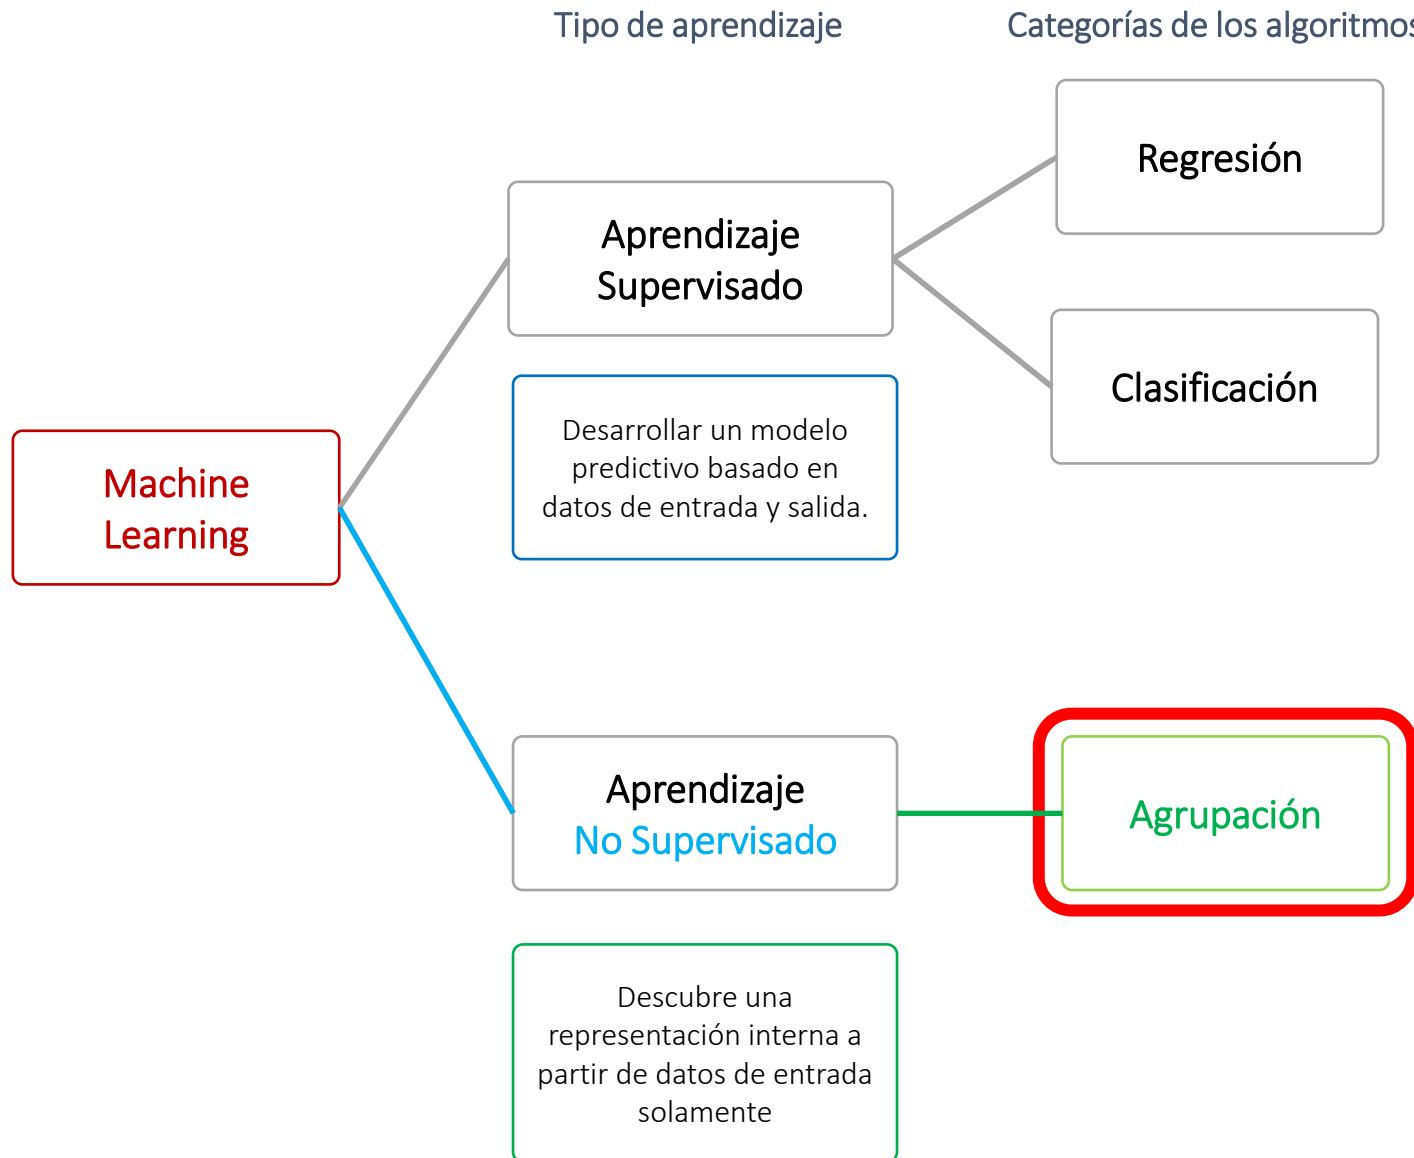 Tipo de aprendizaje
Categorías de los algoritmos
Regresión
Aprendizaje
Supervisado
Clasificación
Desarrollar un modelo
predictivo basado en
datos de entrada y salida.
Machine
Learning
Aprendizaje
No Supervisado
Agrupación
Descubre una
representación interna a
partir de datos de entrada
solamente